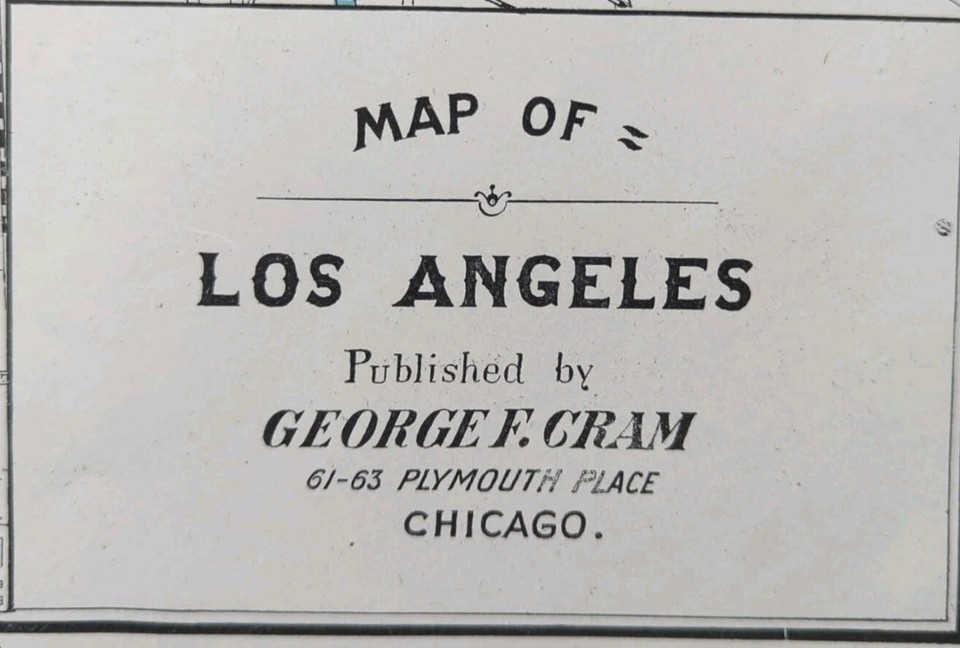 MAP OF
LOS ANGELES
Published by
GEORGE F. CRAM
61-63 PLYMOUTH PLACE
CHICAGO.